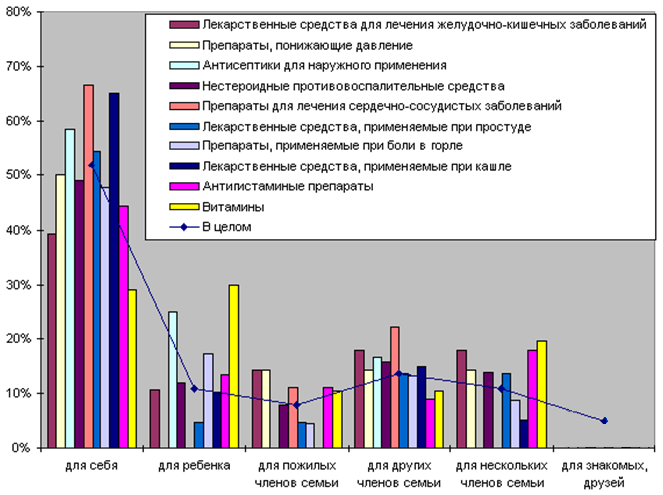 80%
70%
60%
50%
40%
30%
20%
10%
0%
Лекарственные средства для лечения желудочно-кишечных заболеваний
Препараты, понижающие давление
Антисептики для наружного применения
Нестероидные противовоспалительные средства
Препараты для лечения сердечно-сосудистых заболеваний
Лекарственные средства, применяемые при простуде
Препараты, применяемые при боли в горле
Лекарственные средства, применяемые при кашле
Антигистаминые препараты
Витамины
В целом
для себя
для ребенка
для пожилых
членов семьи
для других
членов семьи
для нескольких
членов семьи
для знакомых,
друзей